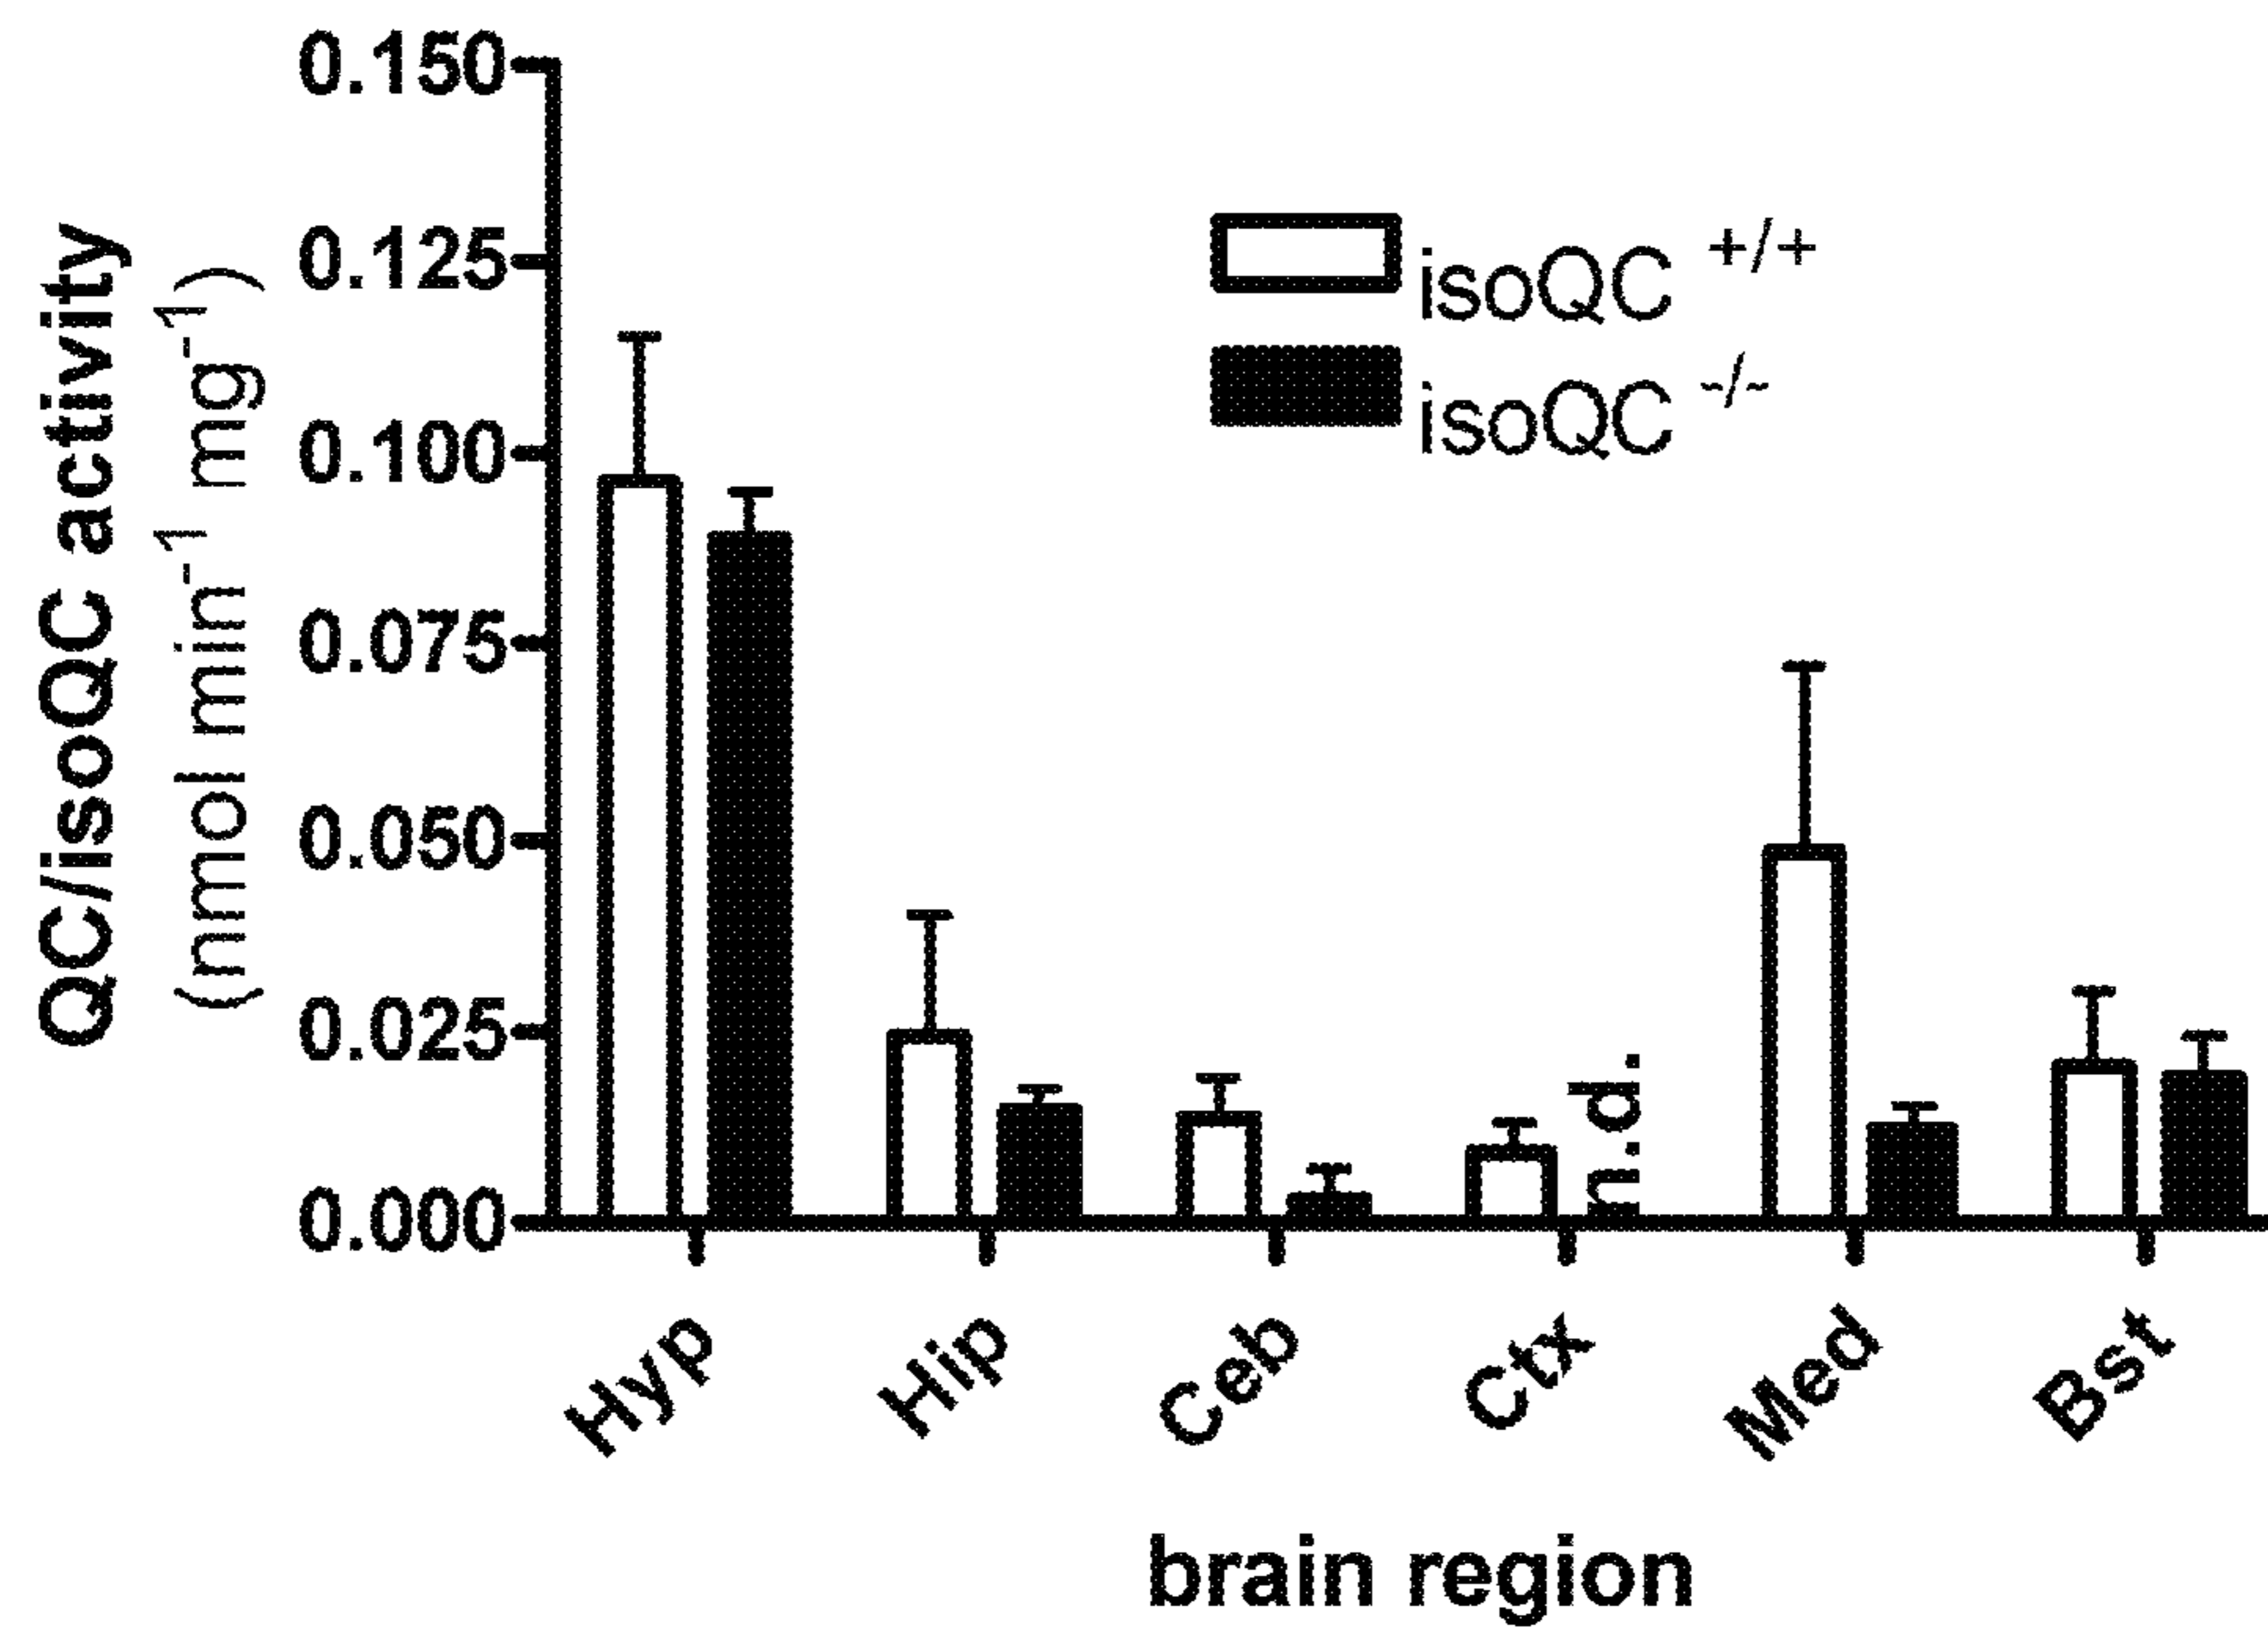 QC/isoQC activity
(nmol min⁻¹ mg⁻¹)
0.150
0.125
0.100
0.075
0.050
0.025
0.000
isoQC +/+
isoQC -/-
n.d.
Hyp
Hip
Ceb
Ctx
Med
Bst
brain region